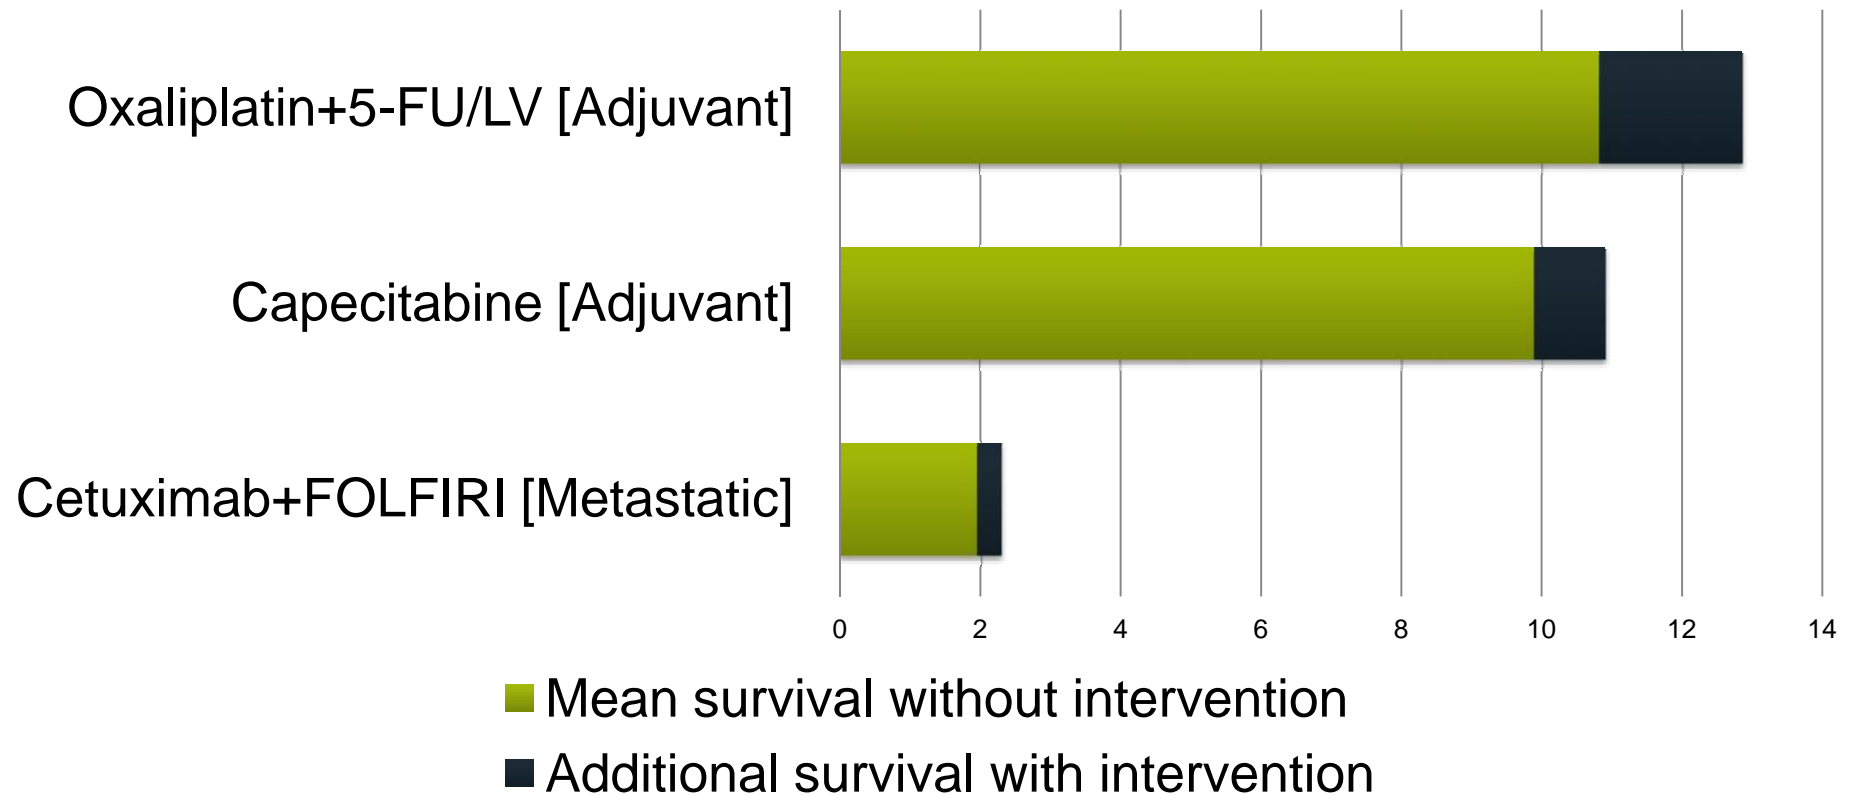 Oxaliplatin+5-FU/LV [Adjuvant]
Capecitabine [Adjuvant]
Cetuximab+FOLFIRI [Metastatic]
0 2 4 6 8 10 12 14
Mean survival without intervention
Additional survival with intervention